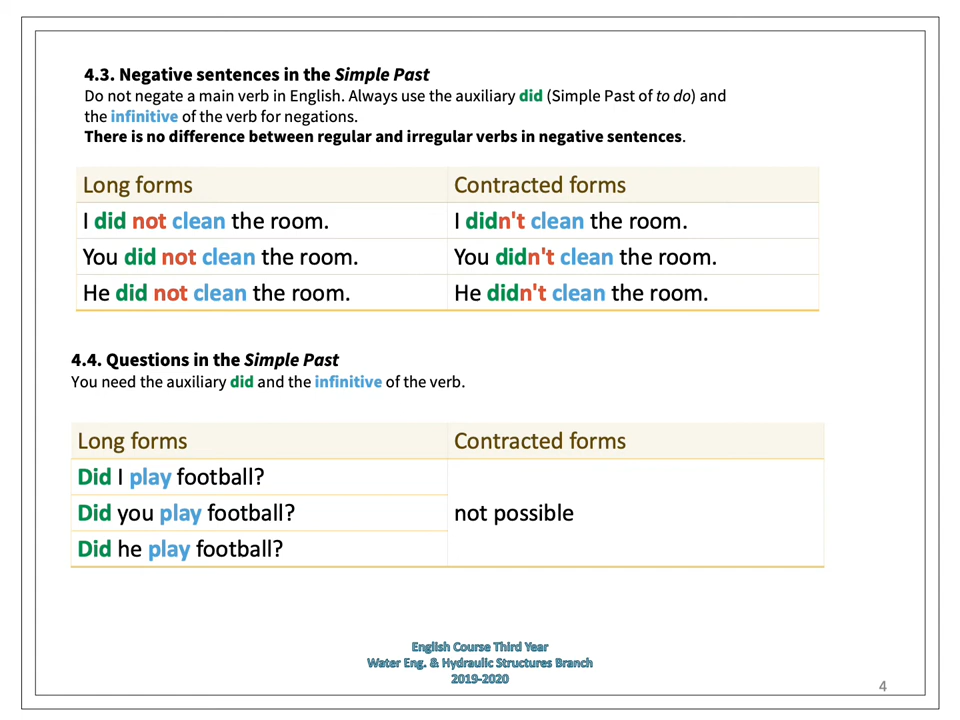 4.3. Negative sentences in the Simple Past
Do not negate a main verb in English. Always use the auxiliary did (Simple Past of to do) and
the infinitive of the verb for negations.
There is no difference between regular and irregular verbs in negative sentences.
Long forms Contracted forms
I did not clean the room. I didn't clean the room.
You did not clean the room. You didn't clean the room.
He did not clean the room. He didn't clean the room.
4.4. Questions in the Simple Past
You need the auxiliary did and the infinitive of the verb.
Long forms Contracted forms
Did I play football?
Did you play football? not possible
Did he play football?
English Course Third Year
Water Eng. & Hydraulic Structures Branch
2019-2020
4